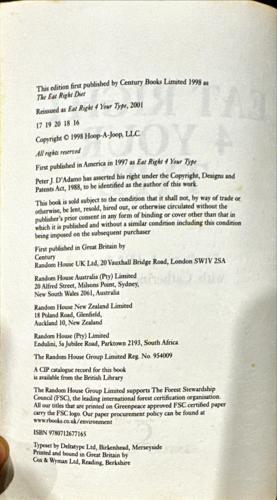 This edition first published by Century Books Limited 1998 as
The Eat Right Diet
Reissued as Eat Right 4 Your Type, 2001
17 19 20 18 16
Copyright © 1998 Hoop-A-Joop, LLC.
All rights reserved
First published in America in 1997 as Eat Right 4 Your Type
Peter J. D'Adamo has asserted his right under the Copyright, Designs and
Patents Act, 1988, to be identified as the author of this work.
This book is sold subject to the condition that it shall not, by way of trade or
otherwise, be lent, resold, hired out, or otherwise circulated without the
publisher's prior consent in any form of binding or cover other than that in
which it is published and without a similar condition including this condition
being imposed on the subsequent purchaser
First published in Great Britain by
Century
Random House UK Ltd, 20 Vauxhall Bridge Road, London SW1V 2SA
Random House Australia (Pty) Limited
20 Alfred Street, Milsons Point, Sydney,
New South Wales 2061, Australia
Random House New Zealand Limited
18 Poland Road, Glenfield,
Auckland 10, New Zealand
Random House (Pty) Limited
Endulini, 5a Jubilee Road, Parktown 2193, South Africa
The Random House Group Limited Reg. No. 954009
A CIP catalogue record for this book
is available from the British Library
The Random House Group Limited supports The Forest Stewardship
Council (FSC), the leading international forest certification organisation.
All our titles that are printed on Greenpeace approved FSC certified paper
carry the FSC logo. Our paper procurement policy can be found at
www.rbooks.co.uk/environment
ISBN 9780712677165
Typeset by Deltatype Ltd, Birkenhead, Merseyside
Printed and bound in Great Britain by
Cox & Wyman Ltd, Reading, Berkshire